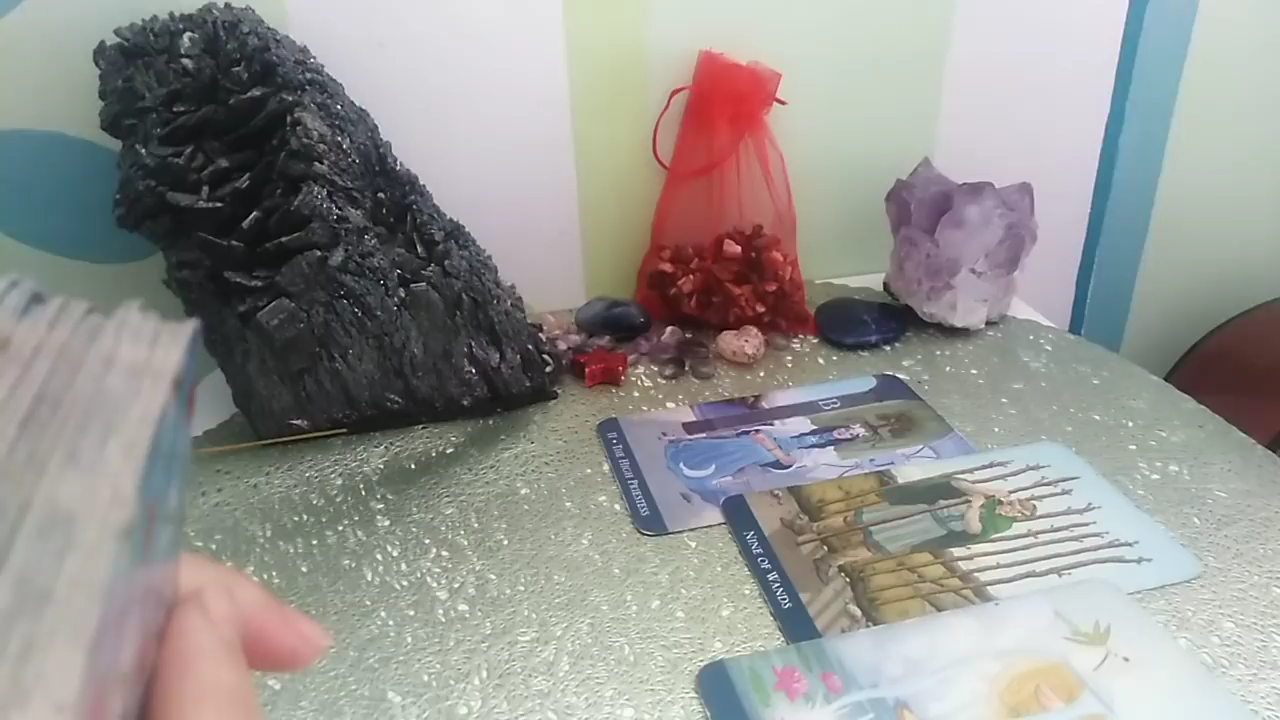 B
II • THE HIGH PRIESTESS
NINE OF WANDS